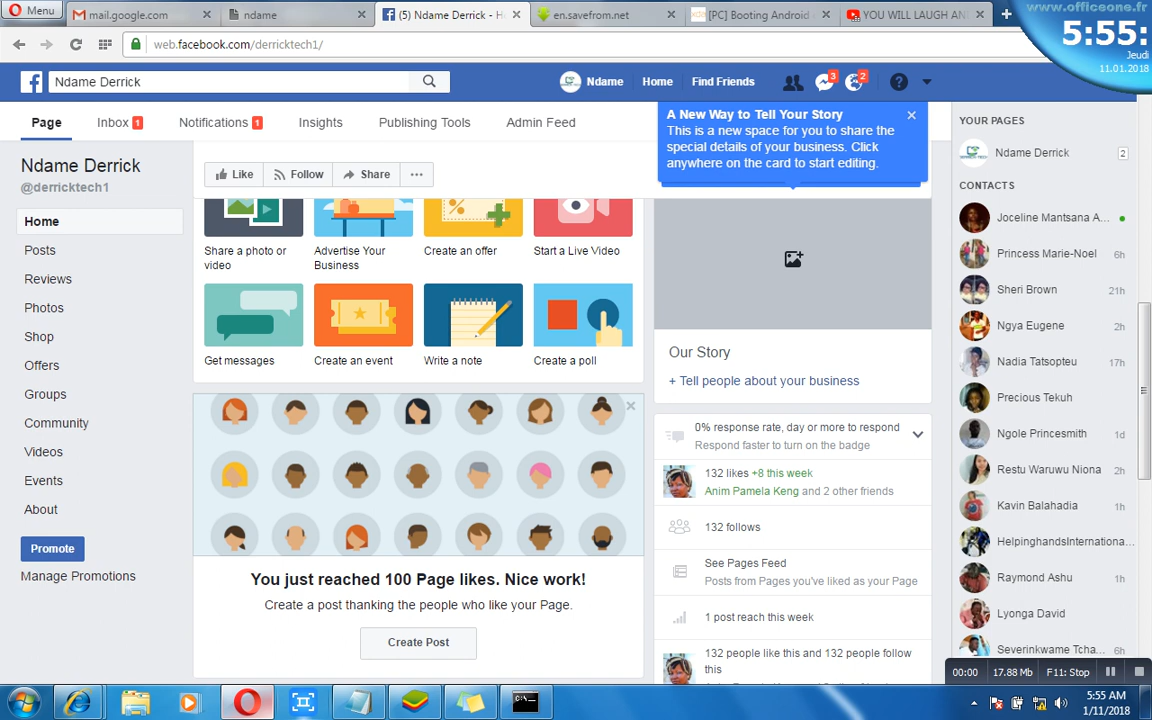 Menu
mail.google.com
ndame
(5) Ndame Derrick - H
en.savefrom.net
[PC] Booting Android
YOU WILL LAUGH AN
www.officeone.fr
5:55:
Jeudi
11.01.2018
web.facebook.com/derricktech1/
Ndame Derrick
Ndame
Home
Find Friends
3
2
?
Page
Inbox 1
Notifications 1
Insights
Publishing Tools
Admin Feed
A New Way to Tell Your Story
This is a new space for you to share the
special details of your business. Click
anywhere on the card to start editing.
Ndame Derrick
@derricktech1
Home
Posts
Reviews
Photos
Shop
Offers
Groups
Community
Videos
Events
About
Promote
Manage Promotions
Like
Follow
Share
...
Share a photo or
video
Advertise Your
Business
Create an offer
Start a Live Video
Get messages
Create an event
Write a note
Create a poll
You just reached 100 Page likes. Nice work!
Create a post thanking the people who like your Page.
Create Post
Our Story
+ Tell people about your business
0% response rate, day or more to respond
Respond faster to turn on the badge
132 likes +8 this week
Anim Pamela Keng and 2 other friends
132 follows
See Pages Feed
Posts from Pages you've liked as your Page
1 post reach this week
132 people like this and 132 people follow
this
YOUR PAGES
Ndame Derrick 2
CONTACTS
Joceline Mantsana A...
Princess Marie-Noel 6h
Sheri Brown 21h
Ngya Eugene 2h
Nadia Tatsopteu 17h
Precious Tekuh
Ngole Princesmith 1d
Restu Waruwu Niona 2h
Kavin Balahadia 1h
HelpinghandsInternationa...
Raymond Ashu 1h
Lyonga David
Severinkwame Tcha... 6h
00:00
17.88 Mb
F11: Stop
5:55 AM
1/11/2018